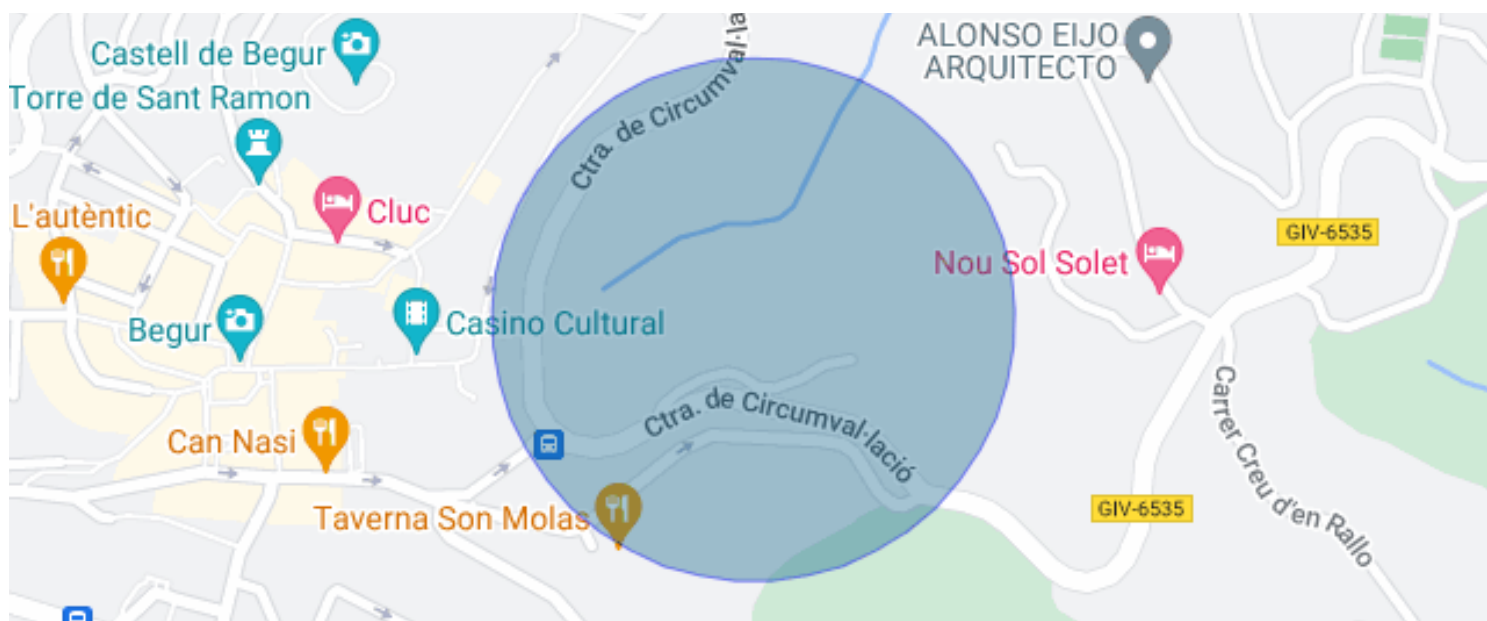 Castell de Begur
Torre de Sant Ramon
L'autèntic
Cluc
Begur
Casino Cultural
Can Nasi
Taverna Son Molas
Ctra. de Circumval·la
Ctra. de Circumval·lació
ALONSO EIJO
ARQUITECTO
Nou Sol Solet
GIV-6535
GIV-6535
Carrer Creu d'en Rallo